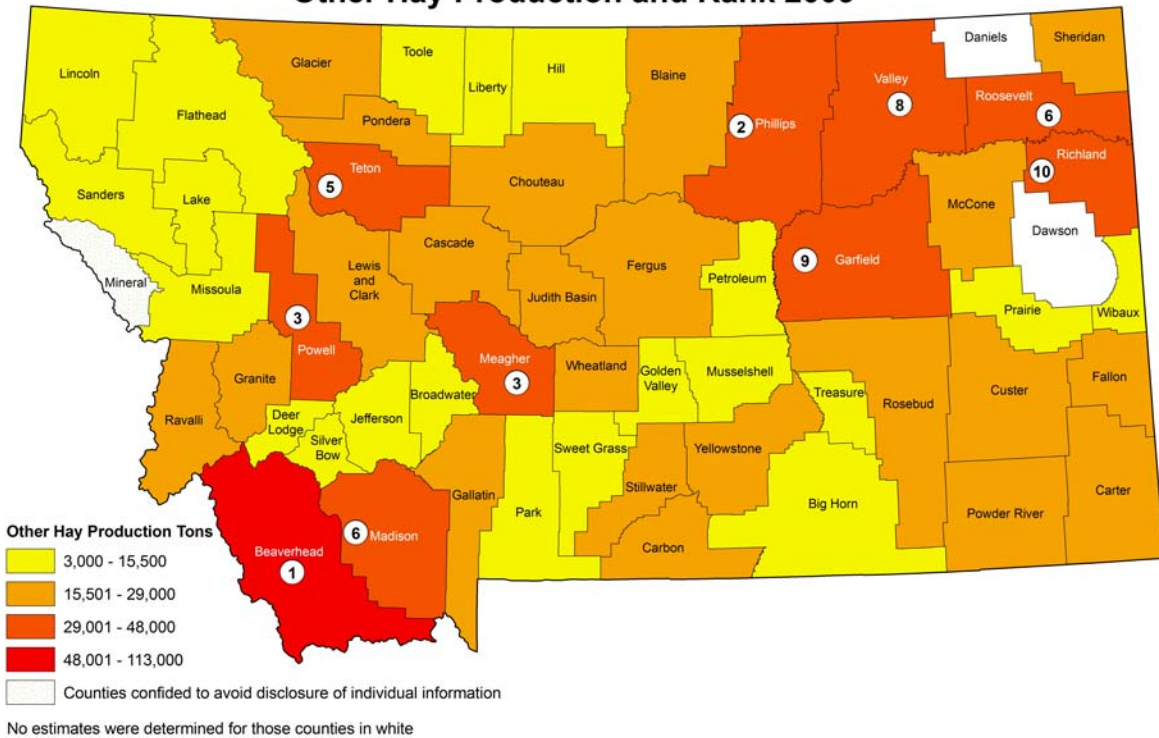 Other Hay Production and Rank
Lincoln
Flathead
Glacier
Toole
Liberty
Hill
Blaine
2 Phillips
Valley
8
Daniels
Sheridan
Roosevelt
6
Richland
10
Pondera
Teton
5
Chouteau
Sanders
Lake
Mineral
Missoula
3
Powell
Lewis
and
Clark
Cascade
Judith Basin
Fergus
Petroleum
9
Garfield
McCone
Dawson
Prairie
Wibaux
Ravalli
Granite
Deer
Lodge
Silver
Bow
Jefferson
Broadwater
Meagher
3
Wheatland
Golden
Valley
Musselshell
Treasure
Rosebud
Custer
Fallon
Beaverhead
1
6
Madison
Gallatin
Park
Sweet Grass
Stillwater
Carbon
Yellowstone
Big Horn
Powder River
Carter
Other Hay Production Tons
3,000 - 15,500
15,501 - 29,000
29,001 - 48,000
48,001 - 113,000
Counties confided to avoid disclosure of individual information
No estimates were determined for those counties in white